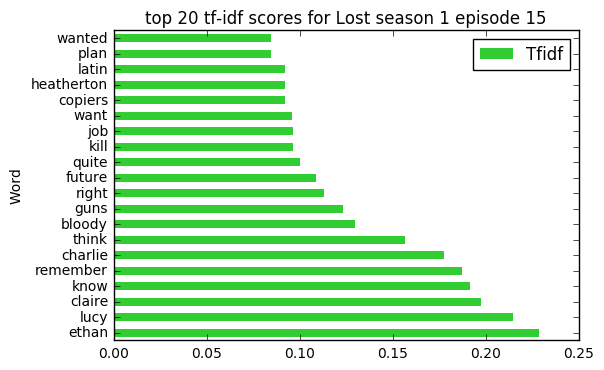 top 20 tf-idf scores for Lost season 1 episode 15
Tfidf
Word
wanted
plan
latin
heatherton
copiers
want
job
kill
quite
future
right
guns
bloody
think
charlie
remember
know
claire
lucy
ethan
0.00 0.05 0.10 0.15 0.20 0.25